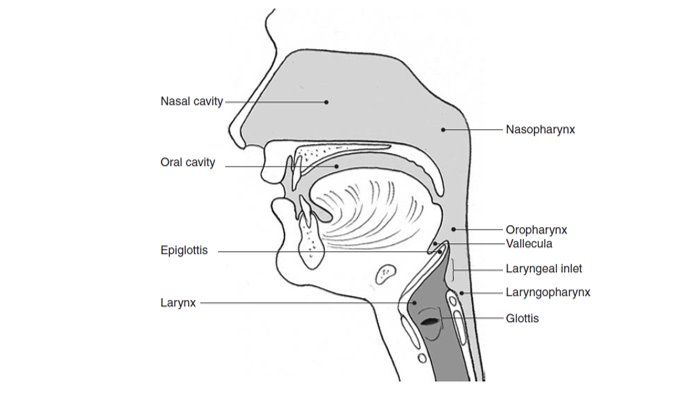 Nasal cavity
Nasopharynx
Oral cavity
Oropharynx
Vallecula
Epiglottis
Laryngeal inlet
Laryngopharynx
Larynx
Glottis